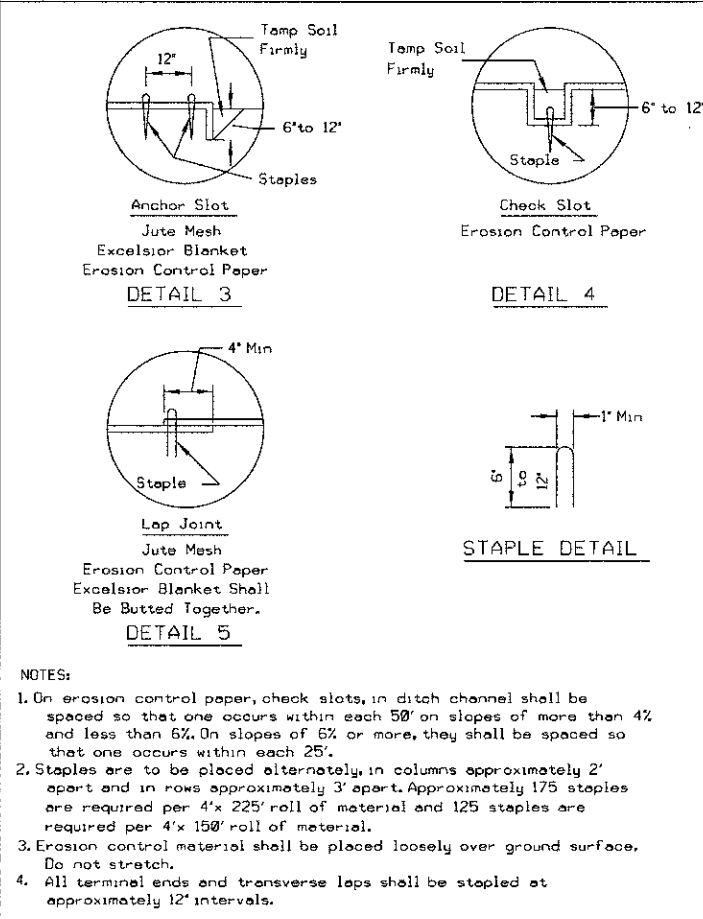 Tamp Soil
Firmly
12"
6" to 12"
Staples
Anchor Slot
Jute Mesh
Excelsior Blanket
Erosion Control Paper
DETAIL 3
Tamp Soil
Firmly
6" to 12"
Staple
Check Slot
Erosion Control Paper
DETAIL 4
4" Min
Staple
Lap Joint
Jute Mesh
Erosion Control Paper
Excelsior Blanket Shall
Be Butted Together.
DETAIL 5
1" Min
6"
to
12"
STAPLE DETAIL
NOTES:
1. On erosion control paper, check slots, in ditch channel shall be
spaced so that one occurs within each 50' on slopes of more than 4%
and less than 6%. On slopes of 6% or more, they shall be spaced so
that one occurs within each 25'.
2. Staples are to be placed alternately, in columns approximately 2'
apart and in rows approximately 3' apart. Approximately 175 staples
are required per 4'x 225' roll of material and 125 staples are
required per 4'x 150' roll of material.
3. Erosion control material shall be placed loosely over ground surface.
Do not stretch.
4. All terminal ends and transverse laps shall be stapled at
approximately 12" intervals.